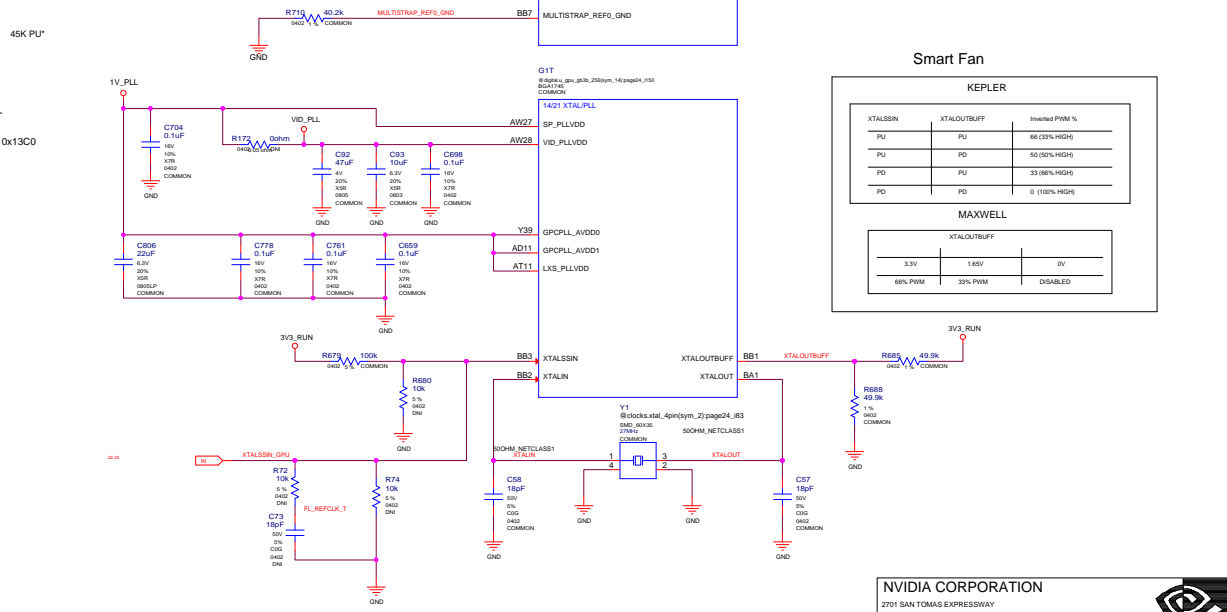 R710
40.2k
0402 1 % COMMON
MULTISTRAP_REF0_GND
BB7
MULTISTRAP_REF0_GND
45K PU*
GND
Smart Fan
G1T
@digital.u_gpu_gb3b_256(sym_14):page24_i150
BGA1745
COMMON
KEPLER
1V_PLL
14/21 XTAL/PLL
XTALSSIN
XTALOUTBUFF
Inverted PWM %
PU
PU
66 (33% HIGH)
PU
PD
50 (50% HIGH)
PD
PU
33 (66% HIGH)
PD
PD
0 (100% HIGH)
MAXWELL
XTALOUTBUFF
3.3V
1.65V
0V
66% PWM
33% PWM
DISABLED
AW27
SP_PLLVDD
VID_PLL
C704
0.1uF
16V
10%
X7R
0402
COMMON
GND
0x13C0
R172
0ohm
0402 0.05 ohm DNI
AW28
VID_PLLVDD
C92
47uF
4V
20%
X5R
0805
COMMON
GND
C93
10uF
6.3V
20%
X5R
0603
COMMON
GND
C698
0.1uF
16V
10%
X7R
0402
COMMON
GND
Y39
GPCPLL_AVDD0
AD11
GPCPLL_AVDD1
AT11
LXS_PLLVDD
C806
22uF
6.3V
20%
X5R
0805LP
COMMON
C778
0.1uF
16V
10%
X7R
0402
COMMON
C761
0.1uF
16V
10%
X7R
0402
COMMON
C659
0.1uF
16V
10%
X7R
0402
COMMON
GND
3V3_RUN
R679
100k
0402 5 % COMMON
BB3
XTALSSIN
BB2
XTALIN
XTALOUTBUFF
BB1
XTALOUTBUFF
XTALOUT
BA1
3V3_RUN
R685
49.9k
0402 1 % COMMON
R680
10k
5 %
0402
DNI
GND
R688
49.9k
1 %
0402
COMMON
GND
Y1
@clocks.xtal_4pin(sym_2):page24_i83
SMD_60X35
27MHz
COMMON
50OHM_NETCLASS1
50OHM_NETCLASS1
XTALIN
1
4
3
2
XTALOUT
GND
GND
IN
XTALSSIN_GPU
R72
10k
5 %
0402
DNI
FL_REFCLK_T
C73
18pF
50V
5%
C0G
0402
DNI
R74
10k
5 %
0402
DNI
GND
C58
18pF
50V
5%
C0G
0402
COMMON
GND
C57
18pF
50V
5%
C0G
0402
COMMON
GND
NVIDIA CORPORATION
2701 SAN TOMAS EXPRESSWAY